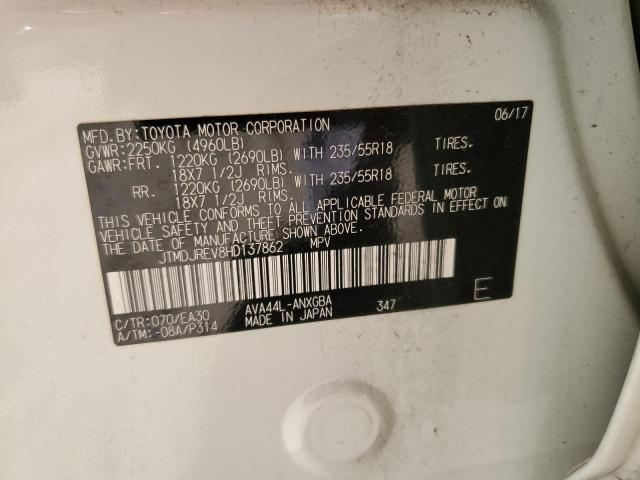 MFD. BY: TOYOTA MOTOR CORPORATION 06/17
GVWR: 2250KG (4960LB)
GAWR: FRT. 1220KG (2690LB) WITH 235/55R18 TIRES.
18X7 1/2J RIMS.
RR. 1220KG (2690LB) WITH 235/55R18 TIRES.
18X7 1/2J RIMS.
THIS VEHICLE CONFORMS TO ALL APPLICABLE FEDERAL MOTOR
VEHICLE SAFETY AND THEFT PREVENTION STANDARDS IN EFFECT ON
THE DATE OF MANUFACTURE SHOWN ABOVE.
JTMDJREV8HD137862 MPV
C/TR: 070/EA30 AVA44L-ANXGBA 347 E
A/TM: -08A/P314 MADE IN JAPAN